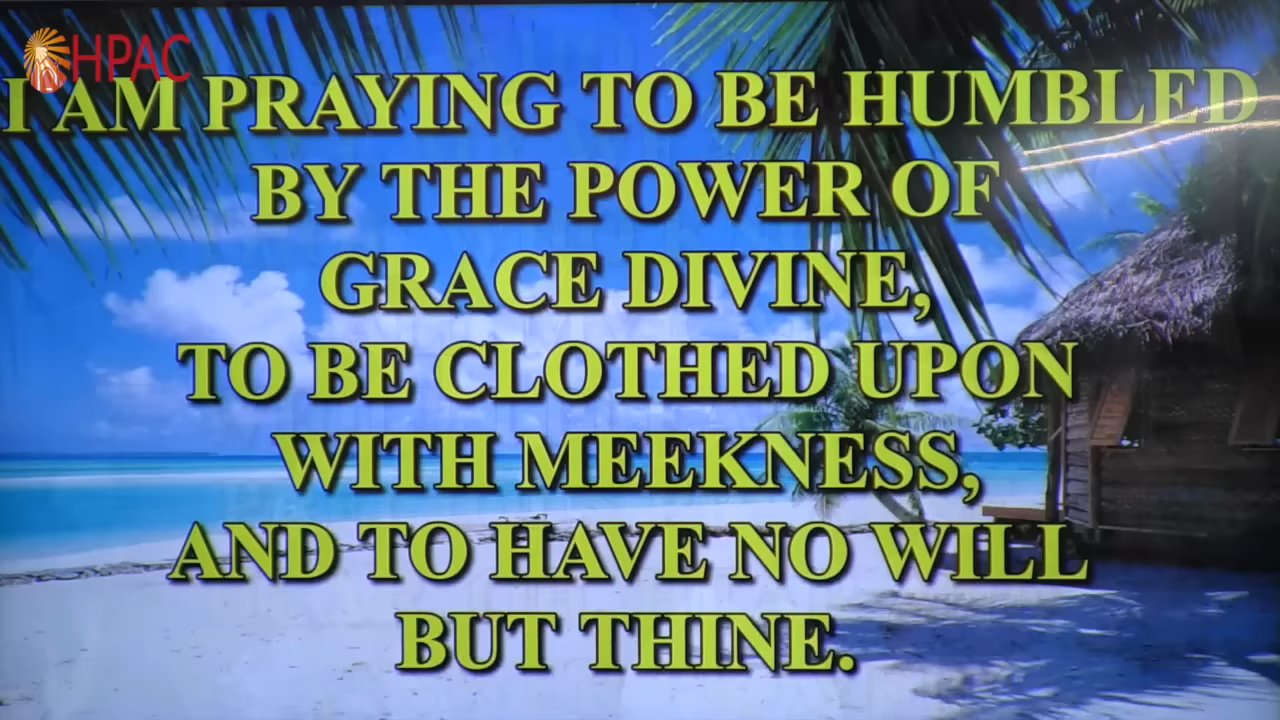 HPAC
I AM PRAYING TO BE HUMBLED
BY THE POWER OF
GRACE DIVINE,
TO BE CLOTHED UPON
WITH MEEKNESS,
AND TO HAVE NO WILL
BUT THINE.